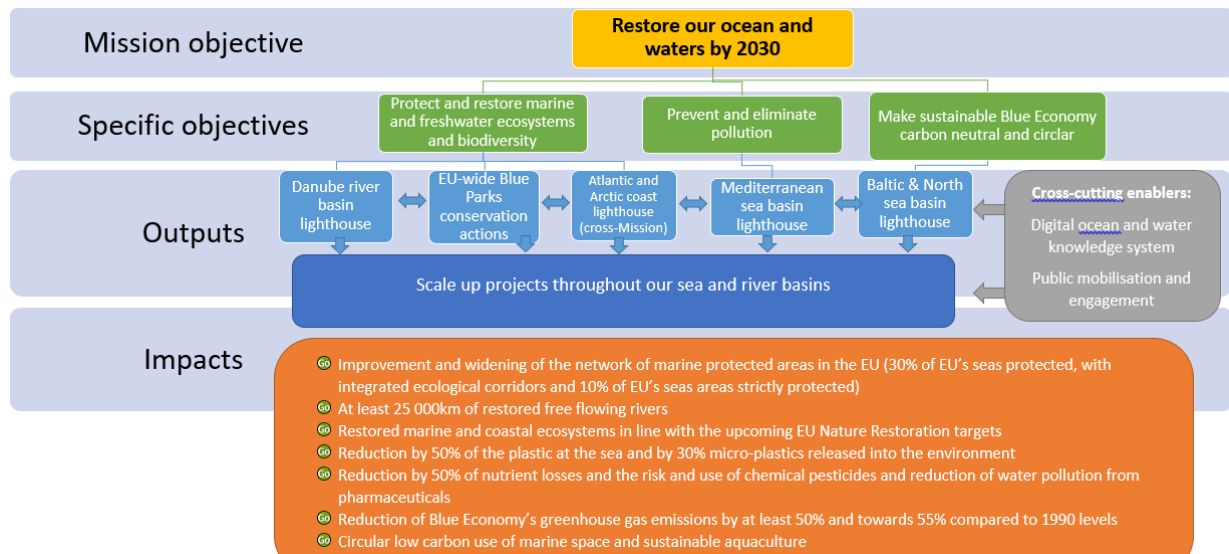 Mission objective
Restore our ocean and
waters by 2030
Specific objectives
Protect and restore marine
and freshwater ecosystems
and biodiversity
Prevent and eliminate
pollution
Make sustainable Blue Economy
carbon neutral and circlar
Outputs
Danube river
basin
lighthouse
EU-wide Blue
Parks
conservation
actions
Atlantic and
Arctic coast
lighthouse
(cross-Mission)
Mediterranean
sea basin
lighthouse
Baltic & North
sea basin
lighthouse
Cross-cutting enablers:
Digital ocean and water
knowledge system
Public mobilisation and
engagement
Scale up projects throughout our sea and river basins
Impacts
Go Improvement and widening of the network of marine protected areas in the EU (30% of EU's seas protected, with
integrated ecological corridors and 10% of EU's seas areas strictly protected)
Go At least 25 000km of restored free flowing rivers
Go Restored marine and coastal ecosystems in line with the upcoming EU Nature Restoration targets
Go Reduction by 50% of the plastic at the sea and by 30% micro-plastics released into the environment
Go Reduction by 50% of nutrient losses and the risk and use of chemical pesticides and reduction of water pollution from
pharmaceuticals
Go Reduction of Blue Economy's greenhouse gas emissions by at least 50% and towards 55% compared to 1990 levels
Go Circular low carbon use of marine space and sustainable aquaculture